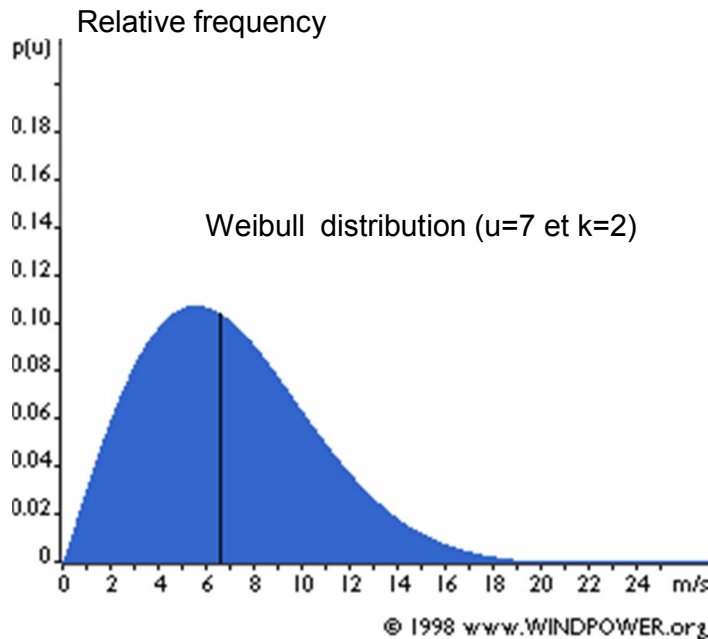 Relative frequency
p(u)
0.18
0.16
0.14
Weibull distribution (u=7 et k=2)
0.12
0.10
0.08
0.06
0.04
0.02
0
0 2 4 6 8 10 12 14 16 18 20 22 24 m/s
© 1998 www.WINDPOWER.org